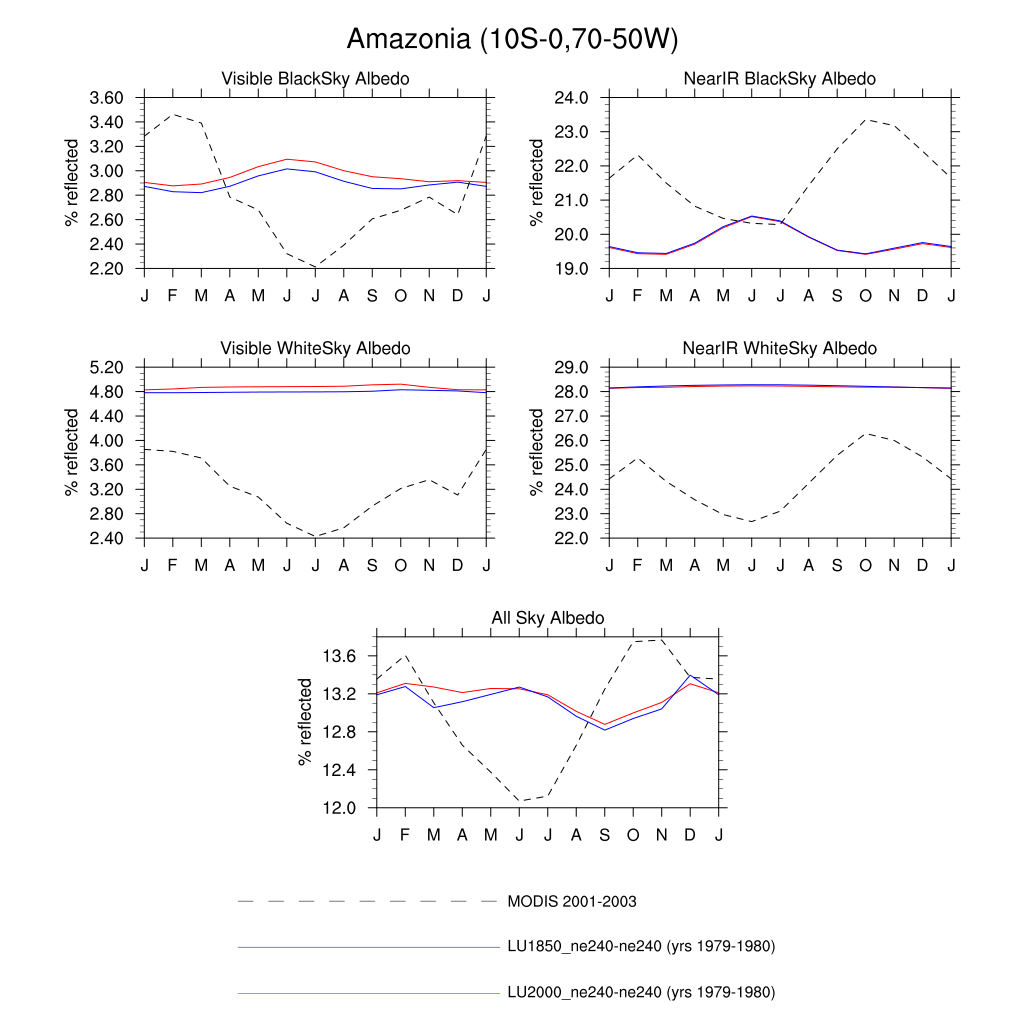 Amazonia (10S-0,70-50W)
Visible BlackSky Albedo
% reflected
3.60
3.40
3.20
3.00
2.80
2.60
2.40
2.20
J F M A M J J A S O N D J
NearIR BlackSky Albedo
% reflected
24.0
23.0
22.0
21.0
20.0
19.0
J F M A M J J A S O N D J
Visible WhiteSky Albedo
% reflected
5.20
4.80
4.40
4.00
3.60
3.20
2.80
2.40
J F M A M J J A S O N D J
NearIR WhiteSky Albedo
% reflected
29.0
28.0
27.0
26.0
25.0
24.0
23.0
22.0
J F M A M J J A S O N D J
All Sky Albedo
% reflected
13.6
13.2
12.8
12.4
12.0
J F M A M J J A S O N D J
MODIS 2001-2003
LU1850_ne240-ne240 (yrs 1979-1980)
LU2000_ne240-ne240 (yrs 1979-1980)